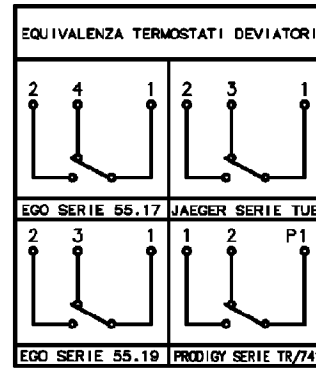 EQUIVALENZA TERMOSTATI DEVIATORI
2 4 1 2 3 1
EGO SERIE 55.17 JAEGER SERIE
2 3 1 1 2 P1
EGO SERIE 55.19 PRODIGY SERIE